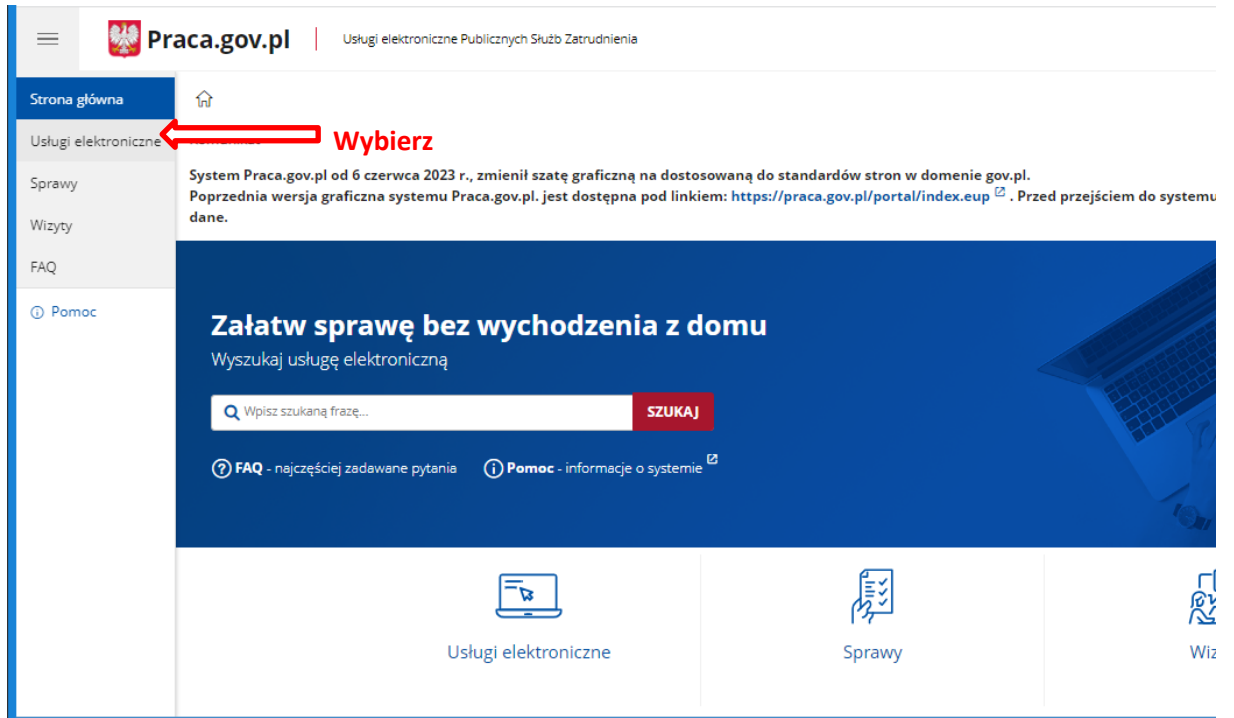 Praca.gov.pl
Usługi elektroniczne Publicznych Służb Zatrudnienia
Strona główna
Usługi elektroniczne
Wybierz
Sprawy
Wizyty
FAQ
Pomoc
System Praca.gov.pl od 6 czerwca 2023 r., zmienił szatę graficzną na dostosowaną do standardów stron w domenie gov.pl.
Poprzednia wersja graficzna systemu Praca.gov.pl. jest dostępna pod linkiem: https://praca.gov.pl/portal/index.eup . Przed przejściem do systemu
dane.
Załatw sprawę bez wychodzenia z domu
Wyszukaj usługę elektroniczną
Wpisz szukaną frazę...
SZUKAJ
FAQ - najczęściej zadawane pytania
Pomoc - informacje o systemie
Usługi elektroniczne
Sprawy
Wiz